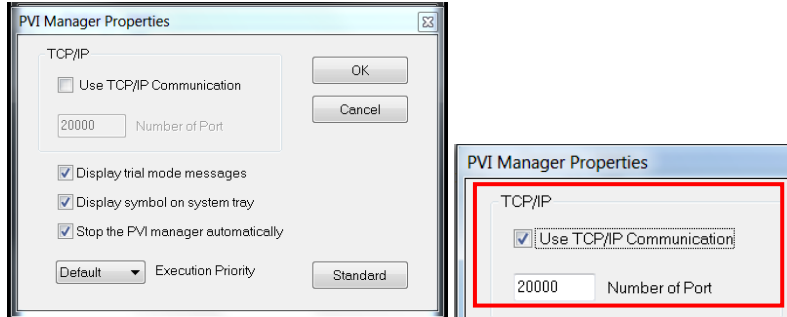 PVI Manager Properties
TCP/IP
Use TCP/IP Communication
20000 Number of Port
OK
Cancel
Display trial mode messages
Display symbol on system tray
Stop the PVI manager automatically
Default Execution Priority
Standard
PVI Manager Properties
TCP/IP
Use TCP/IP Communication
20000 Number of Port